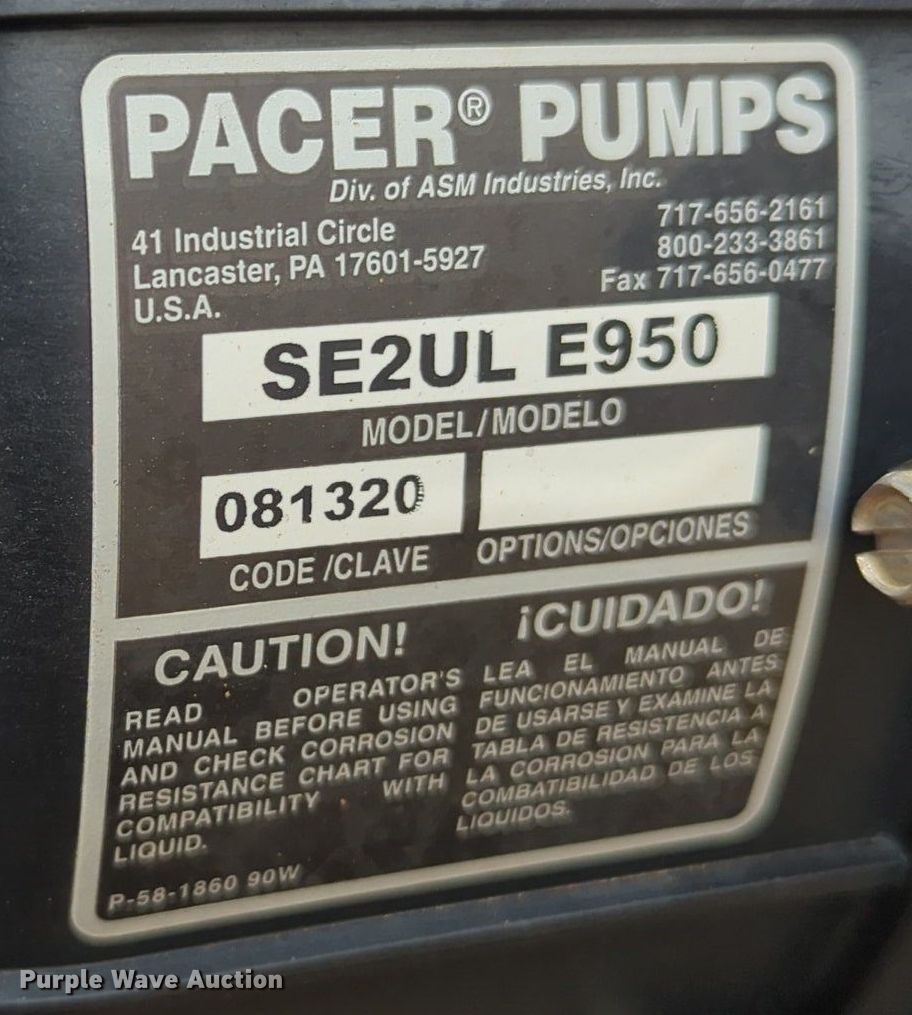 PACER® PUMPS
Div. of ASM Industries, Inc.
41 Industrial Circle
Lancaster, PA 17601-5927
U.S.A.
717-656-2161
800-233-3861
Fax 717-656-0477
SE2UL E950
MODEL/MODELO
081320
CODE /CLAVE
OPTIONS/OPCIONES
CAUTION!
READ OPERATOR'S
MANUAL BEFORE USING
AND CHECK CORROSION
RESISTANCE CHART FOR
COMPATIBILITY WITH
LIQUID.
¡CUIDADO!
LEA EL MANUAL DE
FUNCIONAMIENTO ANTES
DE USARSE Y EXAMINE LA
TABLA DE RESISTENCIA A
LA CORROSION PARA LA
COMBATIBILIDAD DE LOS
LIQUIDOS.
P-58-1860 90W
Purple Wave Auction